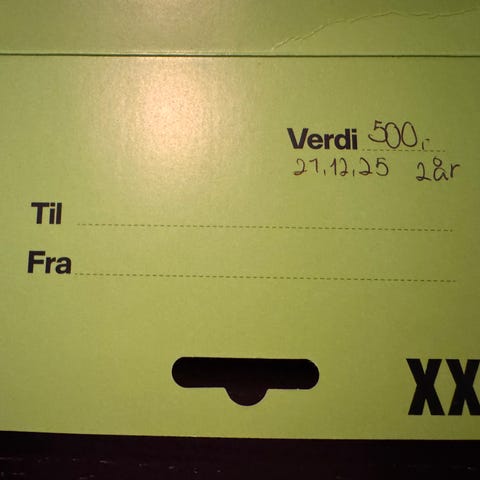 Verdi 500,-
27,12,25 2år
Til
Fra
XX